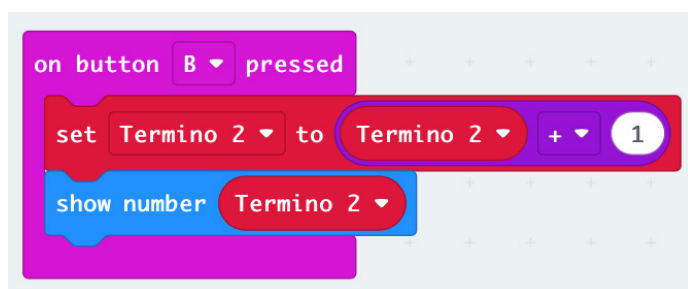 on button B pressed
set Termino 2 to Termino 2 + 1
show number Termino 2